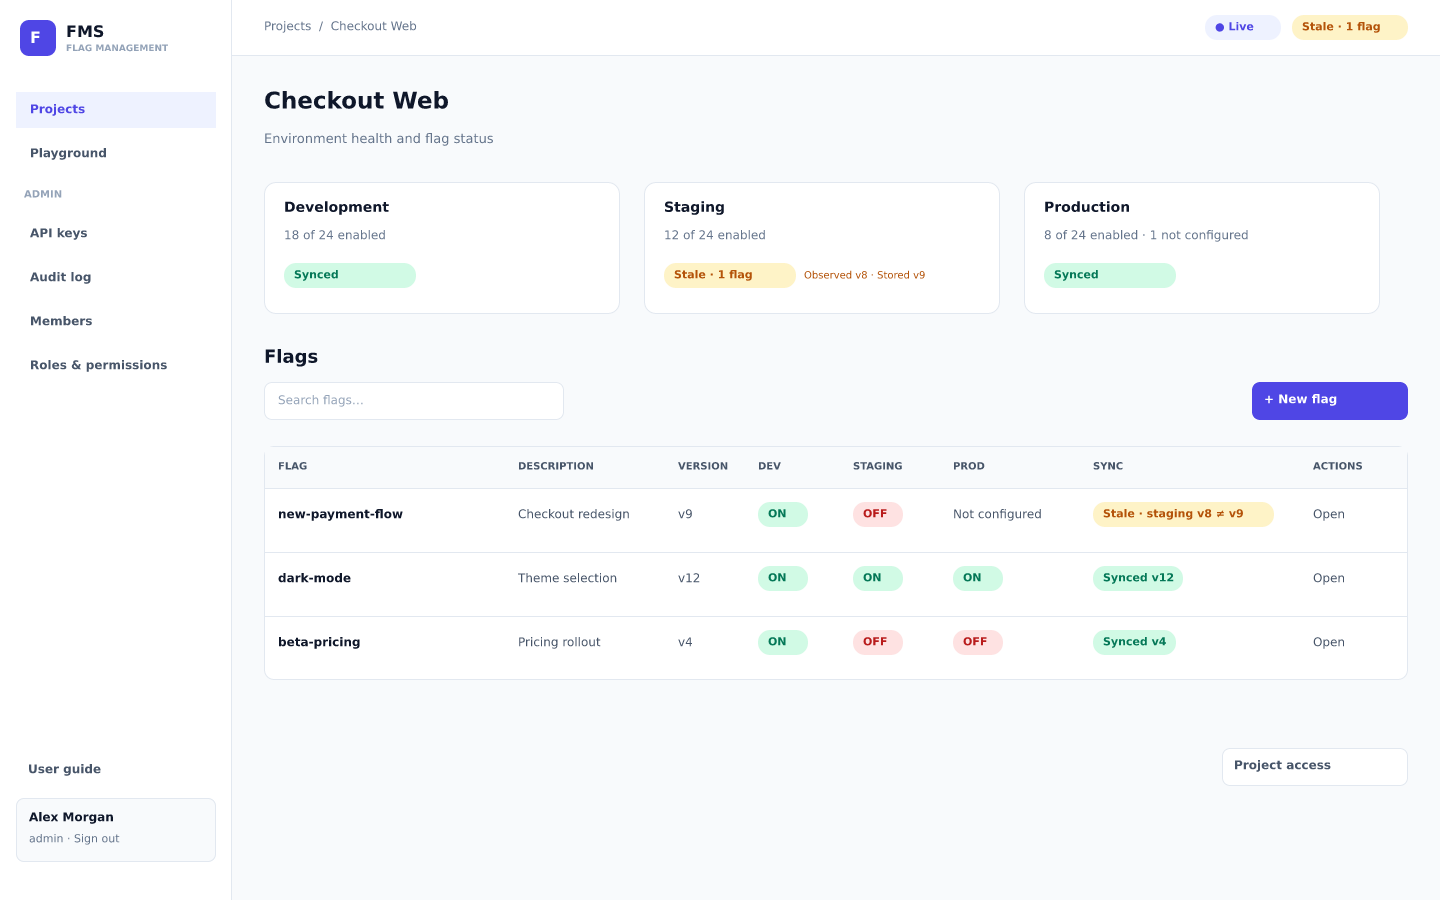 F
FMS
FLAG MANAGEMENT
Projects
Playground
ADMIN
API keys
Audit log
Members
Roles & permissions
User guide
Alex Morgan
admin · Sign out
Projects / Checkout Web
● Live
Stale · 1 flag
Checkout Web
Environment health and flag status
Development
18 of 24 enabled
Synced
Staging
12 of 24 enabled
Stale · 1 flag
Observed v8 · Stored v9
Production
8 of 24 enabled · 1 not configured
Synced
Flags
Search flags…
+ New flag
FLAG DESCRIPTION VERSION DEV STAGING PROD SYNC ACTIONS
new-payment-flow Checkout redesign v9 ON OFF Not configured Stale · staging v8 ≠ v9 Open
dark-mode Theme selection v12 ON ON ON Synced v12 Open
beta-pricing Pricing rollout v4 ON OFF OFF Synced v4 Open
Project access